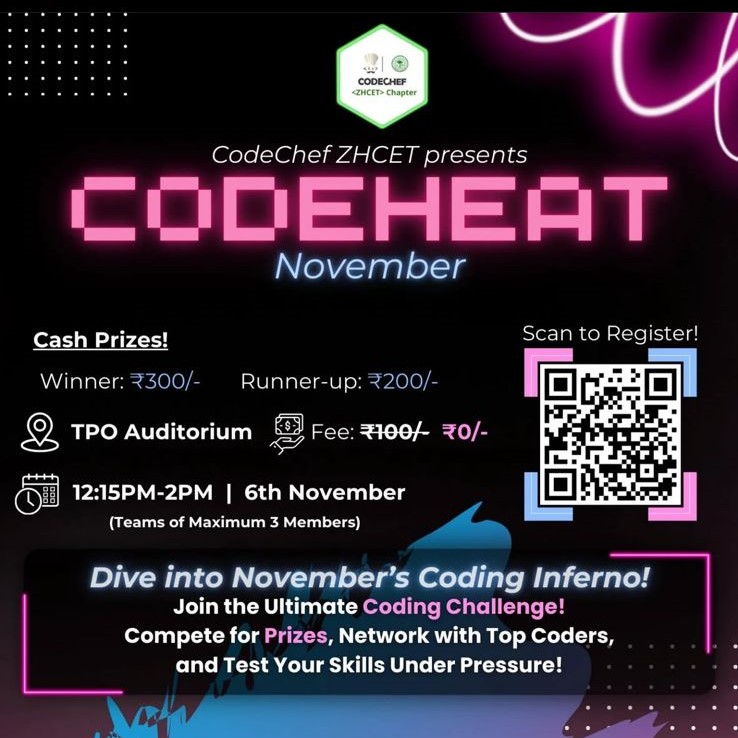 CODECHEF
<ZHCET> Chapter
CodeChef ZHCET presents
CODEHEAT
November
Cash Prizes!
Winner: ₹300/- Runner-up: ₹200/-
TPO Auditorium
Fee: ₹100/- ₹0/-
12:15PM-2PM | 6th November
(Teams of Maximum 3 Members)
Scan to Register!
Dive into November's Coding Inferno!
Join the Ultimate Coding Challenge!
Compete for Prizes, Network with Top Coders,
and Test Your Skills Under Pressure!